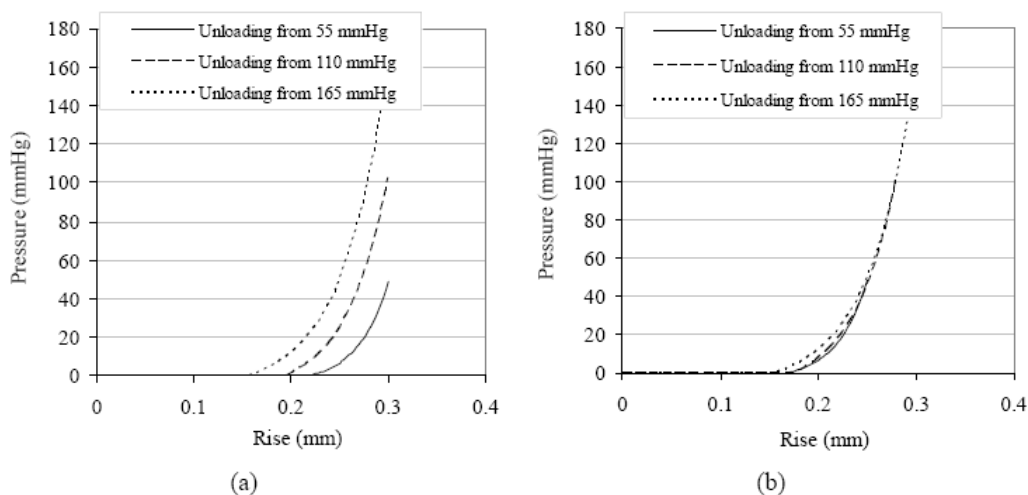 180
160
140
120
100
80
60
40
20
0
Pressure (mmHg)
Unloading from 55 mmHg
Unloading from 110 mmHg
Unloading from 165 mmHg
0 0.1 0.2 0.3 0.4
Rise (mm)
(a)
180
160
140
120
100
80
60
40
20
0
Pressure (mmHg)
Unloading from 55 mmHg
Unloading from 110 mmHg
Unloading from 165 mmHg
0 0.1 0.2 0.3 0.4
Rise (mm)
(b)